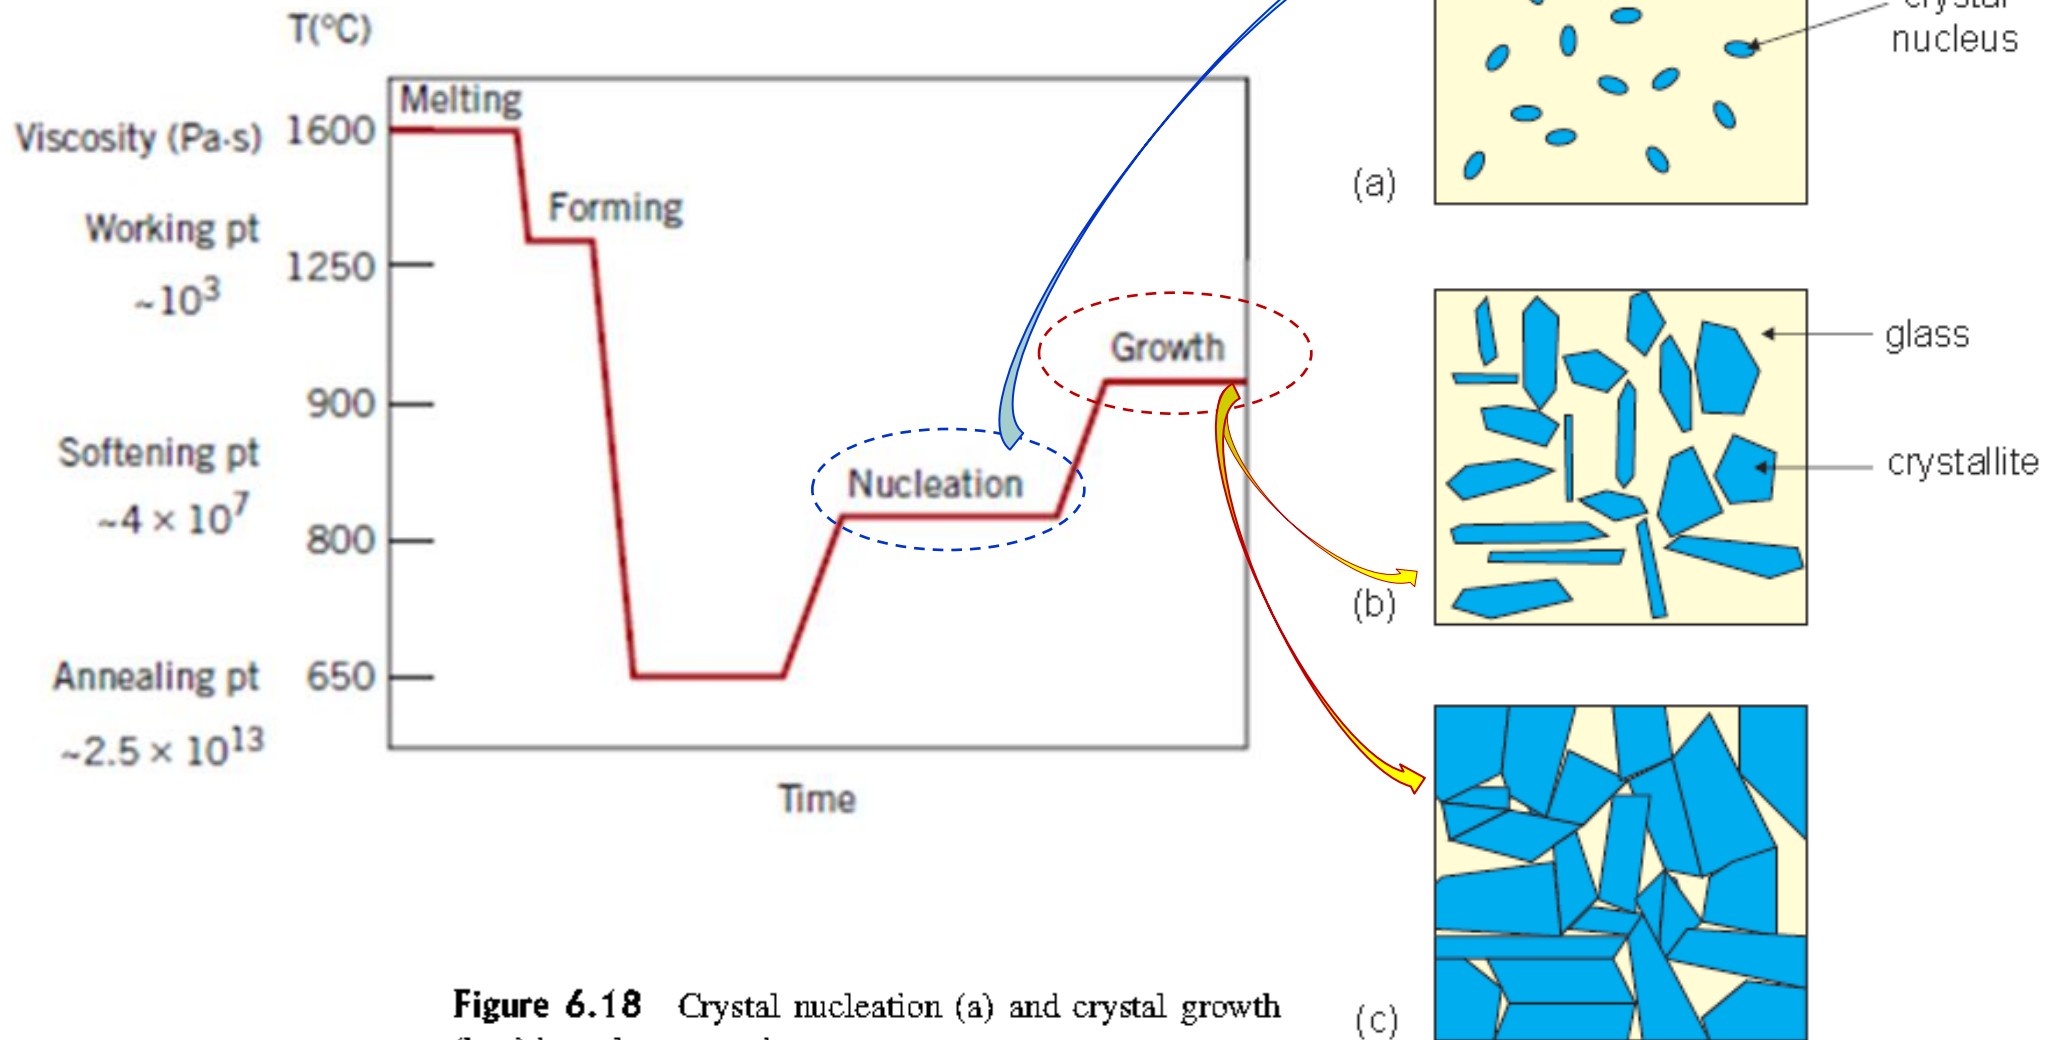 T(°C)
Melting
Viscosity (Pa·s) 1600
Working pt
~10³
Forming
1250
Growth
900
Softening pt
~4 × 10⁷
Nucleation
800
Annealing pt
~2.5 × 10¹³
650
Time
nucleus
(a)
glass
crystallite
(b)
(c)
Figure 6.18 Crystal nucleation (a) and crystal growth